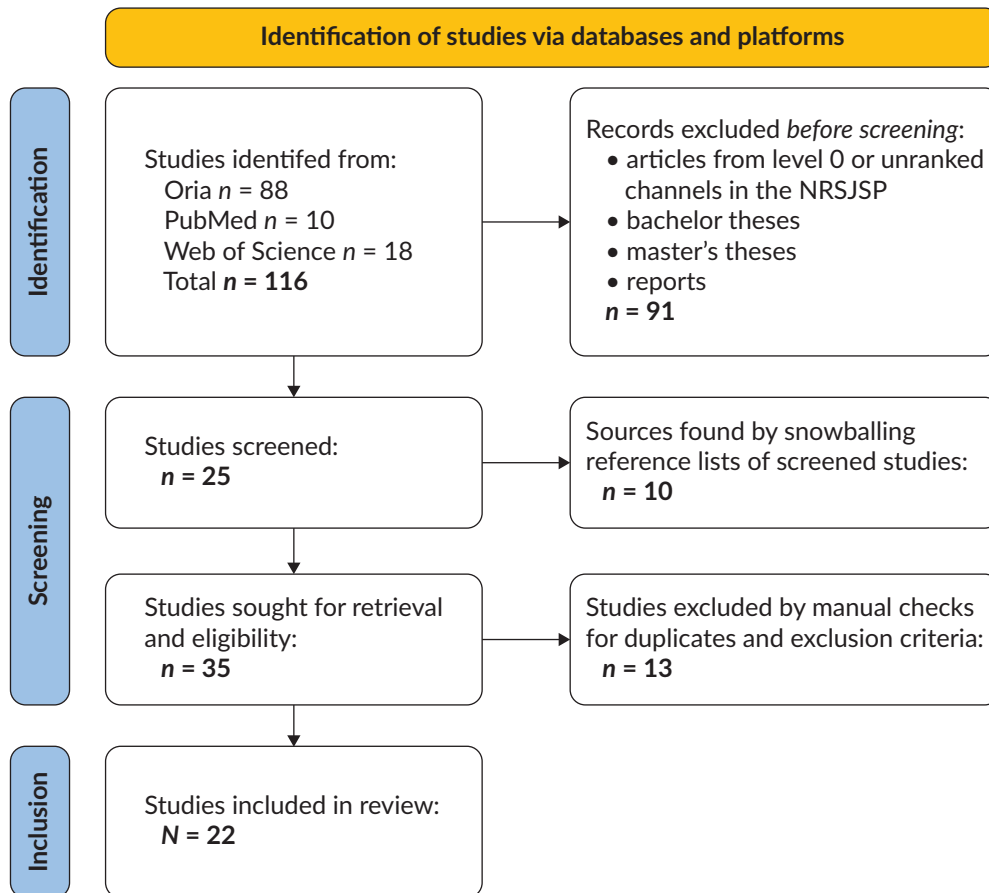 Identification of studies via databases and platforms
Identification
Studies identifed from:
Oria n = 88
PubMed n = 10
Web of Science n = 18
Total n = 116
Records excluded before screening:
• articles from level 0 or unranked
channels in the NRSJSP
• bachelor theses
• master’s theses
• reports
n = 91
Screening
Studies screened:
n = 25
Sources found by snowballing
reference lists of screened studies:
n = 10
Studies sought for retrieval
and eligibility:
n = 35
Studies excluded by manual checks
for duplicates and exclusion criteria:
n = 13
Inclusion
Studies included in review:
N = 22